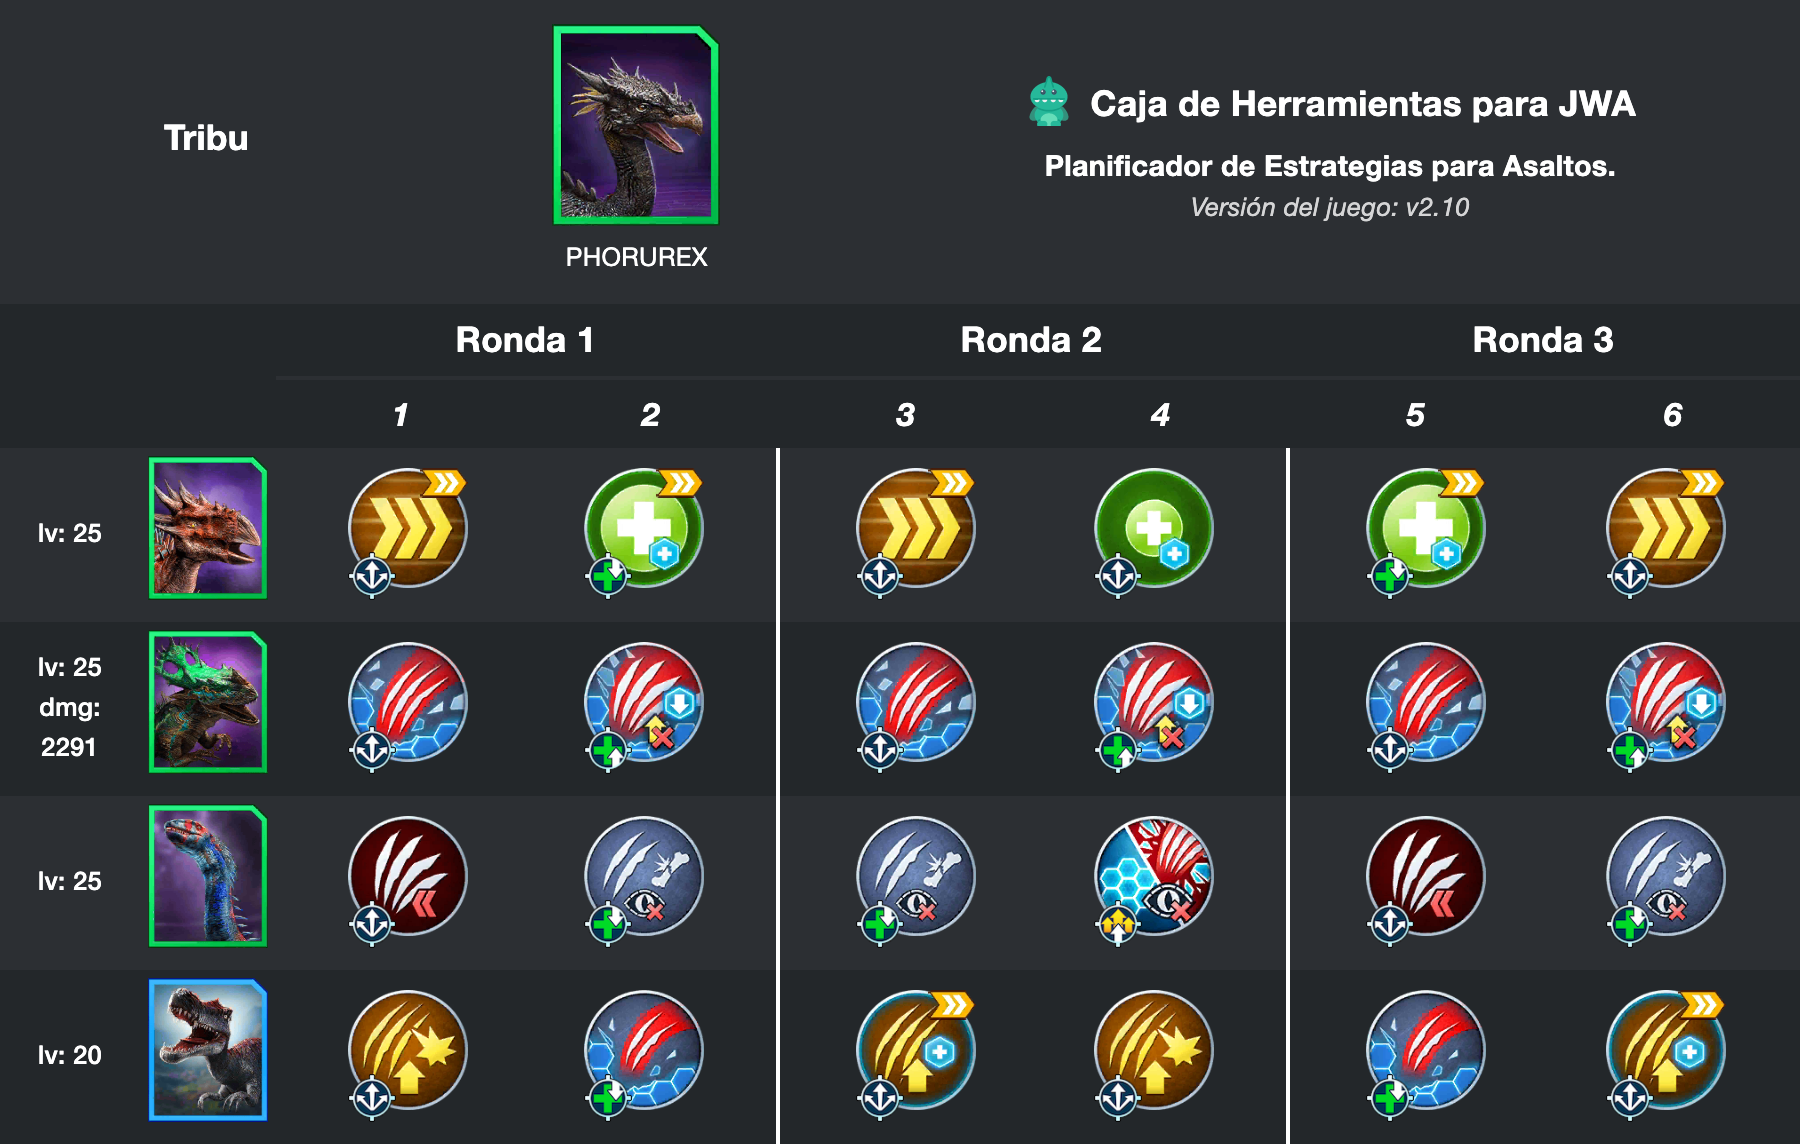 Tribu
PHORUREX
Caja de Herramientas para JWA
Planificador de Estrategias para Asaltos.
Versión del juego: v2.10
Ronda 1
Ronda 2
Ronda 3
1
2
3
4
5
6
lv: 25
lv: 25
dmg:
2291
lv: 25
lv: 20